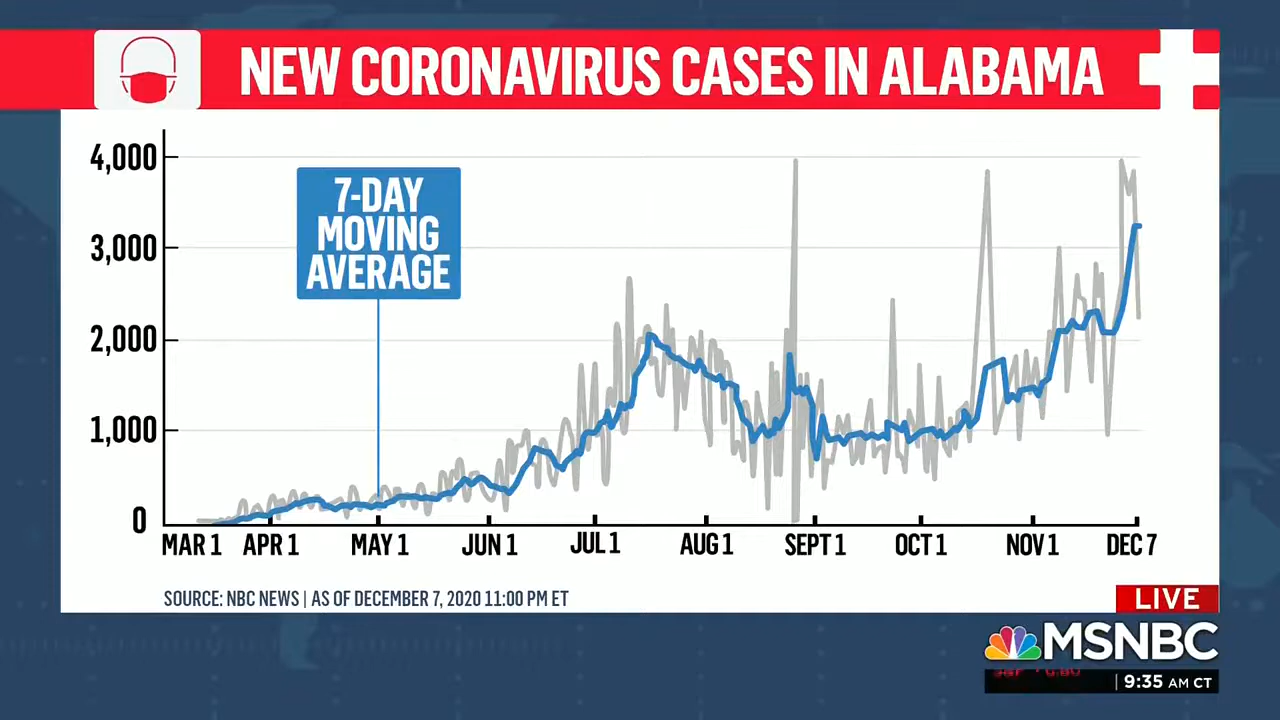 NEW CORONAVIRUS CASES IN ALABAMA
4,000
3,000
2,000
1,000
0
7-DAY
MOVING
AVERAGE
MAR 1 APR 1 MAY 1 JUN 1 JUL 1 AUG 1 SEPT 1 OCT 1 NOV 1 DEC 7
SOURCE: NBC NEWS | AS OF DECEMBER 7, 2020 11:00 PM ET
LIVE
MSNBC
9:35 AM CT